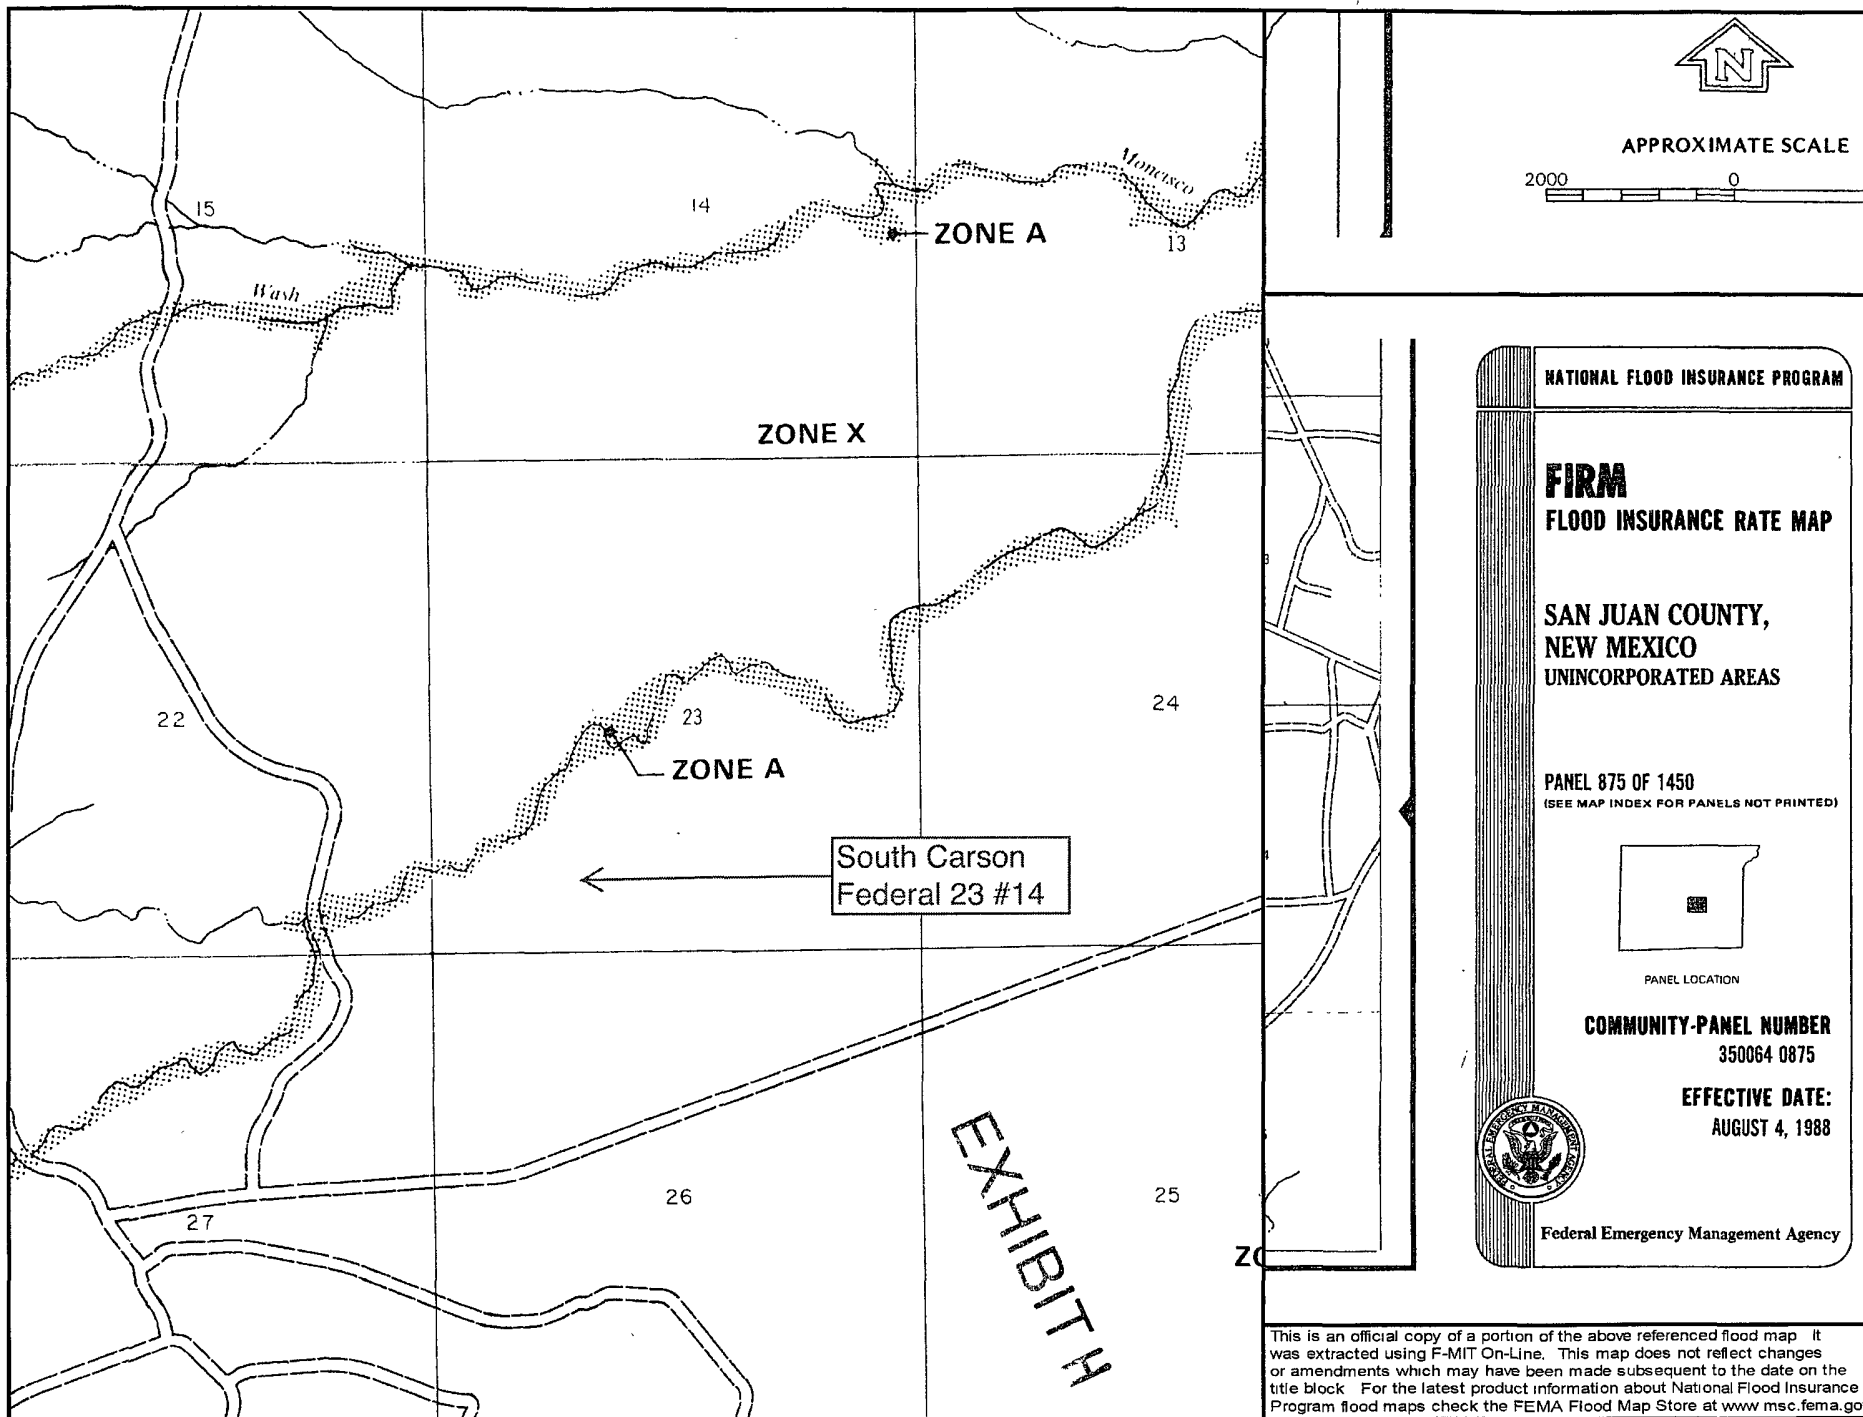 15
14
Moncisco
13
ZONE A
Wash
ZONE X
22
23
24
ZONE A
South Carson
Federal 23 #14
27
26
25
EXHIBIT H
N
APPROXIMATE SCALE
2000 0
NATIONAL FLOOD INSURANCE PROGRAM
FIRM
FLOOD INSURANCE RATE MAP
SAN JUAN COUNTY,
NEW MEXICO
UNINCORPORATED AREAS
PANEL 875 OF 1450
(SEE MAP INDEX FOR PANELS NOT PRINTED)
PANEL LOCATION
COMMUNITY-PANEL NUMBER
350064 0875
EFFECTIVE DATE:
AUGUST 4, 1988
FEDERAL EMERGENCY MANAGEMENT AGENCY
Federal Emergency Management Agency
This is an official copy of a portion of the above referenced flood map It
was extracted using F-MIT On-Line. This map does not reflect changes
or amendments which may have been made subsequent to the date on the
title block For the latest product information about National Flood Insurance
Program flood maps check the FEMA Flood Map Store at www msc.fema.go